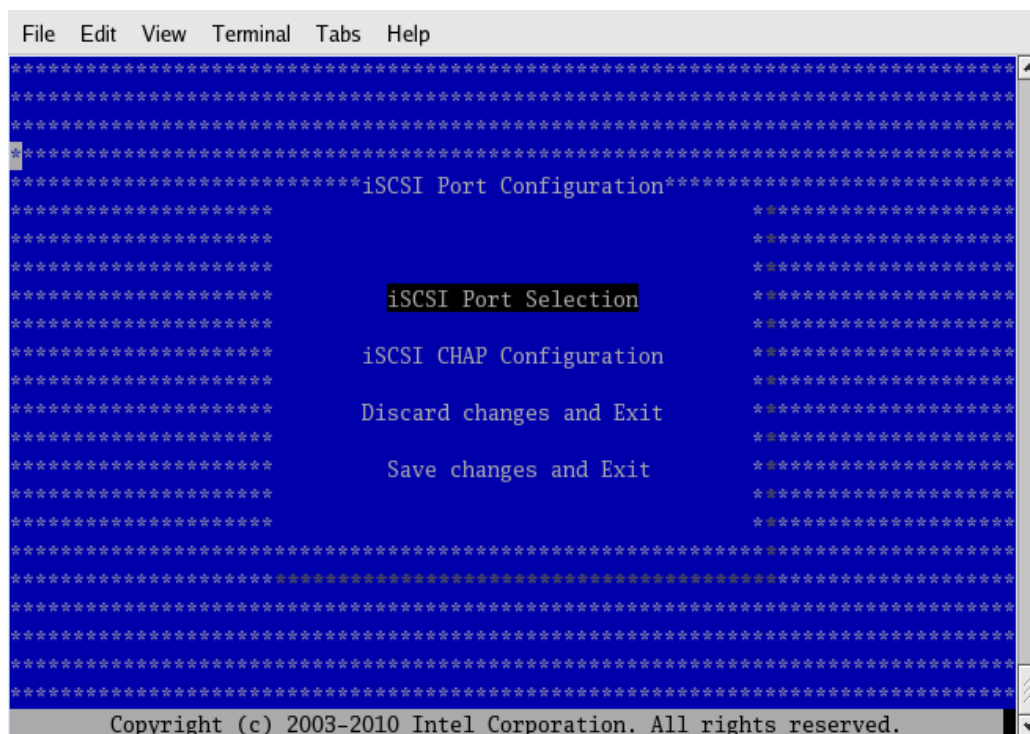 File Edit View Terminal Tabs Help
iSCSI Port Configuration
iSCSI Port Selection
iSCSI CHAP Configuration
Discard changes and Exit
Save changes and Exit
Copyright (c) 2003-2010 Intel Corporation. All rights reserved.